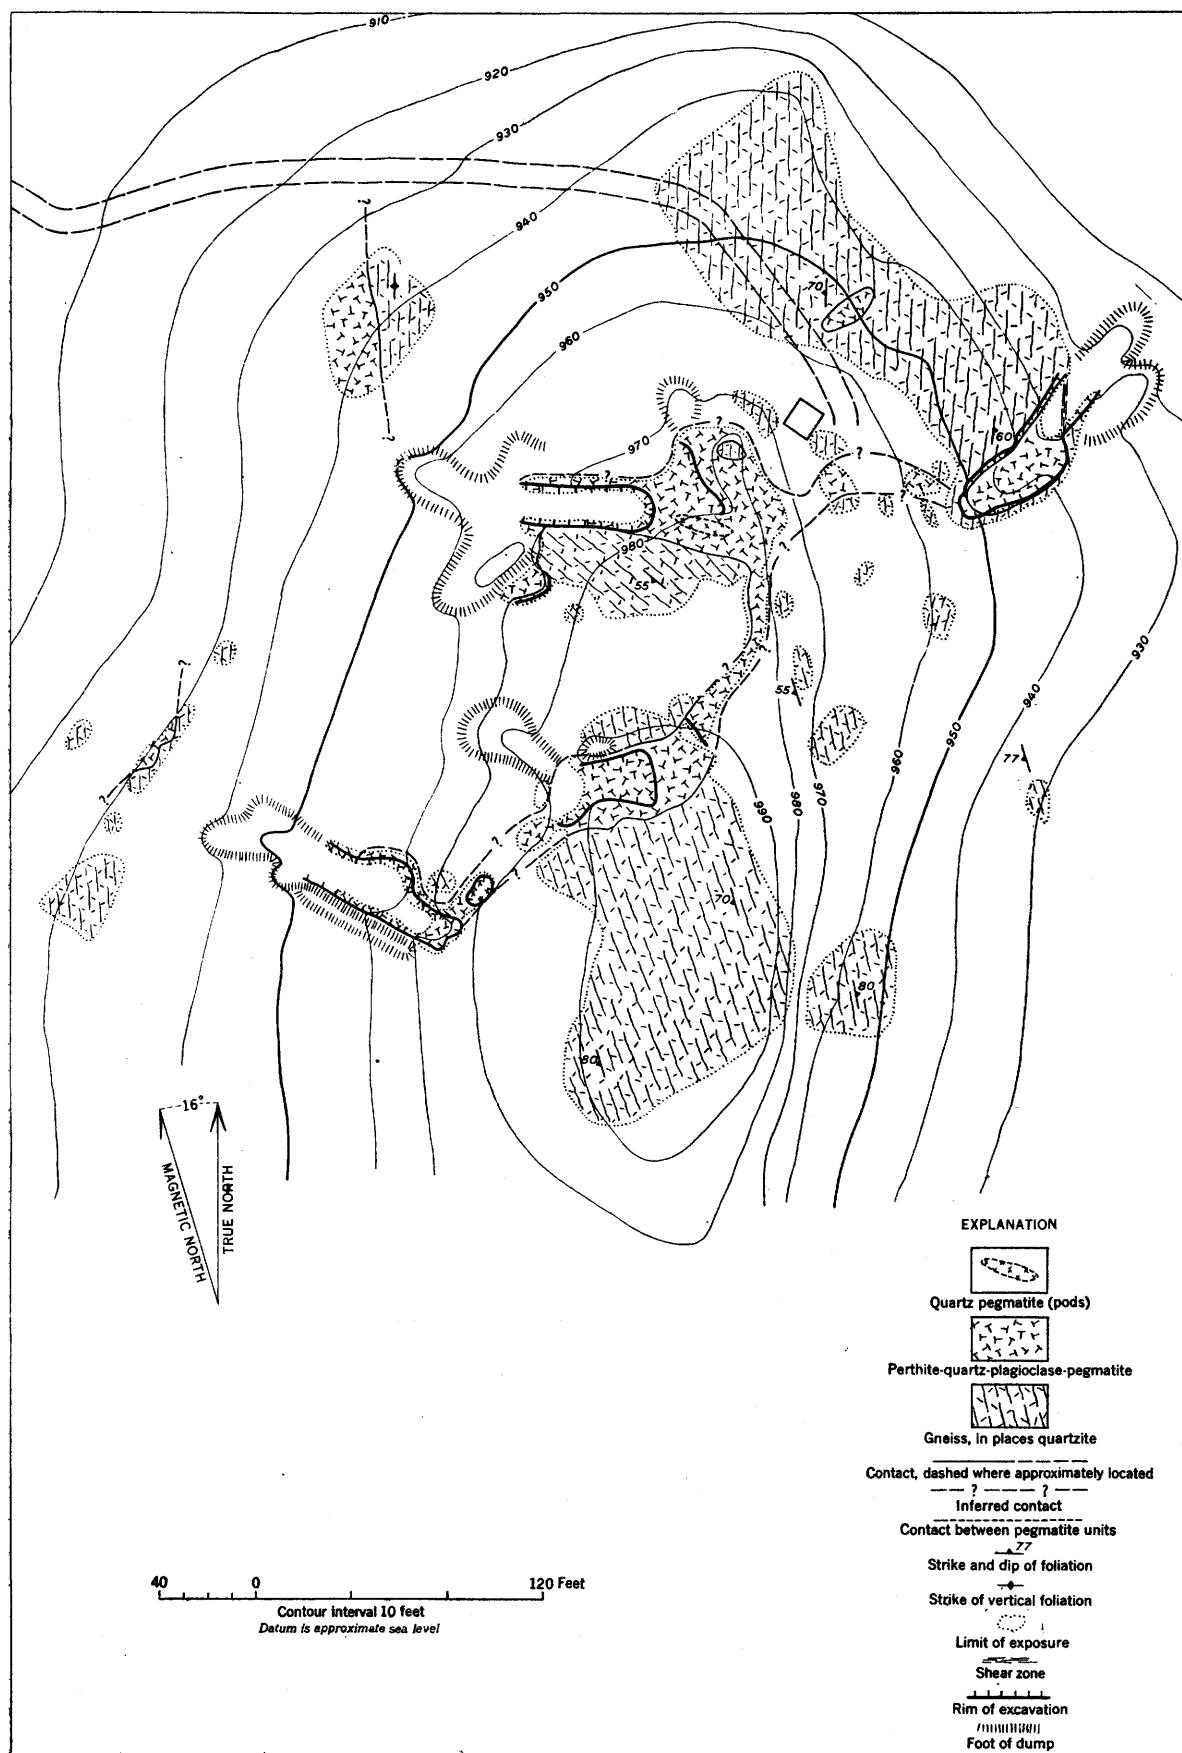 910
920
930
?
940
70
950
960
?
970
?
?
60
?
980
55
930
?
?
?
55
940
950
960
77
?
990
980
970
?
?
70
80
80
16°
MAGNETIC NORTH
TRUE NORTH
EXPLANATION
Quartz pegmatite (pods)
Perthite-quartz-plagioclase-pegmatite
Gneiss, in places quartzite
Contact, dashed where approximately located
? ?
Inferred contact
Contact between pegmatite units
77
Strike and dip of foliation
Strike of vertical foliation
Limit of exposure
Shear zone
Rim of excavation
Foot of dump
40 0 120 Feet
Contour interval 10 feet
Datum is approximate sea level